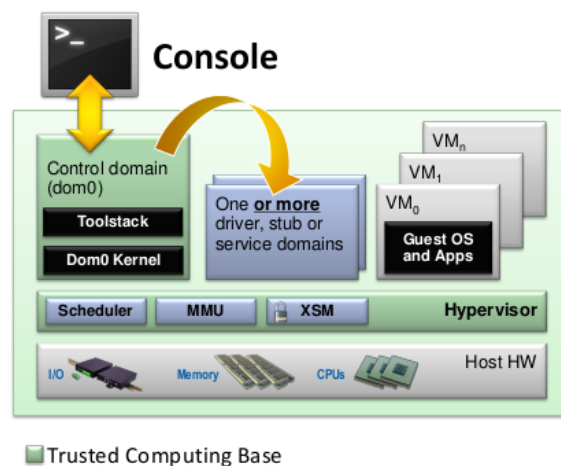 >_
Console
Control domain
(dom0)
Toolstack
Dom0 Kernel
One or more
driver, stub or
service domains
VMn
VM1
VM0
Guest OS
and Apps
Scheduler
MMU
XSM
Hypervisor
I/O
Memory
CPUs
Host HW
Trusted Computing Base